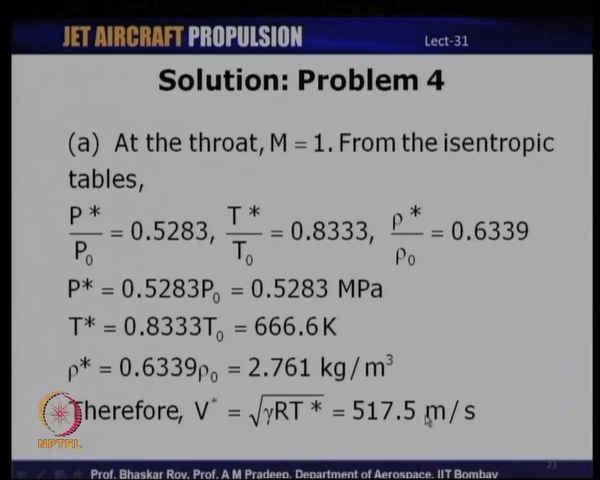 JET AIRCRAFT PROPULSION
Lect-31
Solution: Problem 4
(a) At the throat, M = 1. From the isentropic
tables,
P*/P₀ = 0.5283, T*/T₀ = 0.8333, ρ*/ρ₀ = 0.6339
P* = 0.5283P₀ = 0.5283 MPa
T* = 0.8333T₀ = 666.6 K
ρ* = 0.6339ρ₀ = 2.761 kg/m³
Therefore, V* = √γRT* = 517.5 m/s
NPTEL
23
Prof. Bhaskar Roy, Prof. A M Pradeep, Department of Aerospace, IIT Bombay